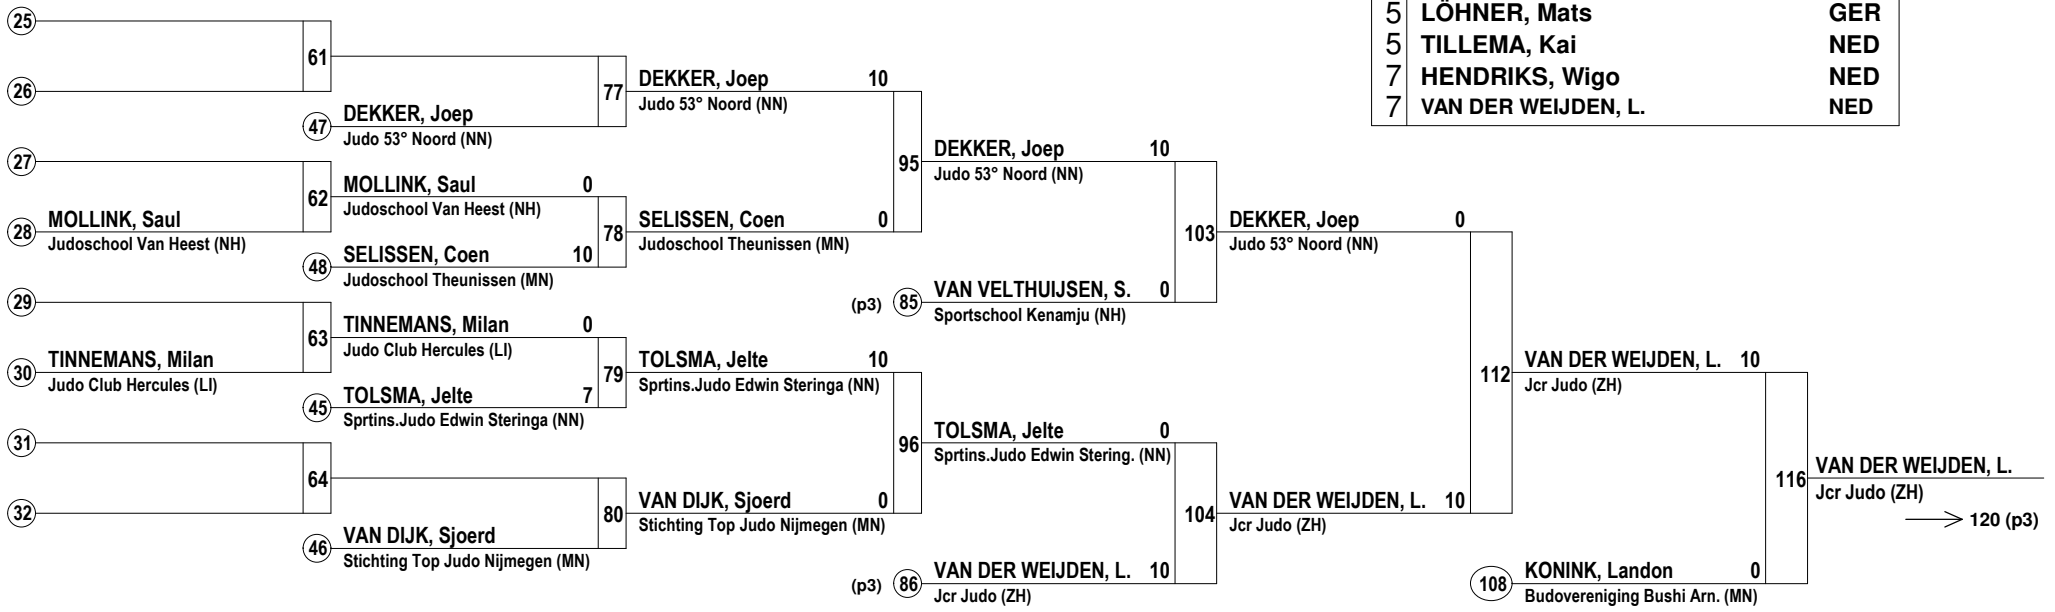 5 LÖHNER, Mats GER
5 TILLEMA, Kai NED
7 HENDRIKS, Wigo NED
7 VAN DER WEIJDEN, L. NED
25
61
26
47 DEKKER, Joep
Judo 53° Noord (NN)
77
DEKKER, Joep 10
Judo 53° Noord (NN)
27
62
28 MOLLINK, Saul
Judoschool Van Heest (NH)
MOLLINK, Saul 0
Judoschool Van Heest (NH)
78
48 SELISSEN, Coen 10
Judoschool Theunissen (MN)
SELISSEN, Coen 0
Judoschool Theunissen (MN)
95
DEKKER, Joep 10
Judo 53° Noord (NN)
103
(p3) 85 VAN VELTHUIJSEN, S. 0
Sportschool Kenamju (NH)
DEKKER, Joep 0
Judo 53° Noord (NN)
29
63
30 TINNEMANS, Milan
Judo Club Hercules (LI)
TINNEMANS, Milan 0
Judo Club Hercules (LI)
79
45 TOLSMA, Jelte 7
Sprtins.Judo Edwin Steringa (NN)
TOLSMA, Jelte 10
Sprtins.Judo Edwin Steringa (NN)
31
64
32
46 VAN DIJK, Sjoerd
Stichting Top Judo Nijmegen (MN)
80
VAN DIJK, Sjoerd 0
Stichting Top Judo Nijmegen (MN)
96
TOLSMA, Jelte 0
Sprtins.Judo Edwin Stering. (NN)
104
(p3) 86 VAN DER WEIJDEN, L. 10
Jcr Judo (ZH)
VAN DER WEIJDEN, L. 10
Jcr Judo (ZH)
112
VAN DER WEIJDEN, L. 10
Jcr Judo (ZH)
116
108 KONINK, Landon 0
Budovereniging Bushi Arn. (MN)
VAN DER WEIJDEN, L.
Jcr Judo (ZH)
120 (p3)